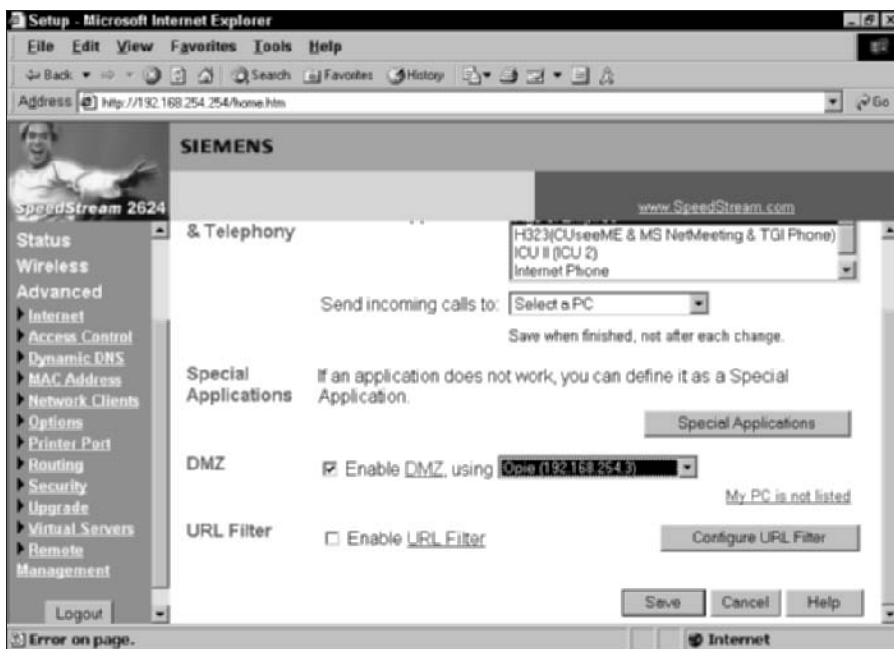 Setup - Microsoft Internet Explorer
File Edit View Favorites Tools Help
Back Search Favorites History
Address http://192.168.254.254/home.htm Go
SIEMENS
SpeedStream 2624
www.SpeedStream.com
Status
Wireless
Advanced
Internet
Access Control
Dynamic DNS
MAC Address
Network Clients
Options
Printer Port
Routing
Security
Upgrade
Virtual Servers
Remote
Management
Logout
& Telephony
H323(CUseeME & MS NetMeeting & TGI Phone)
ICU II (ICU 2)
Internet Phone
Send incoming calls to: Select a PC
Save when finished, not after each change.
Special
Applications
If an application does not work, you can define it as a Special
Application.
Special Applications
DMZ
Enable DMZ, using Opie (192.168.254.3)
My PC is not listed
URL Filter
Enable URL Filter
Configure URL Filter
Save Cancel Help
Error on page. Internet